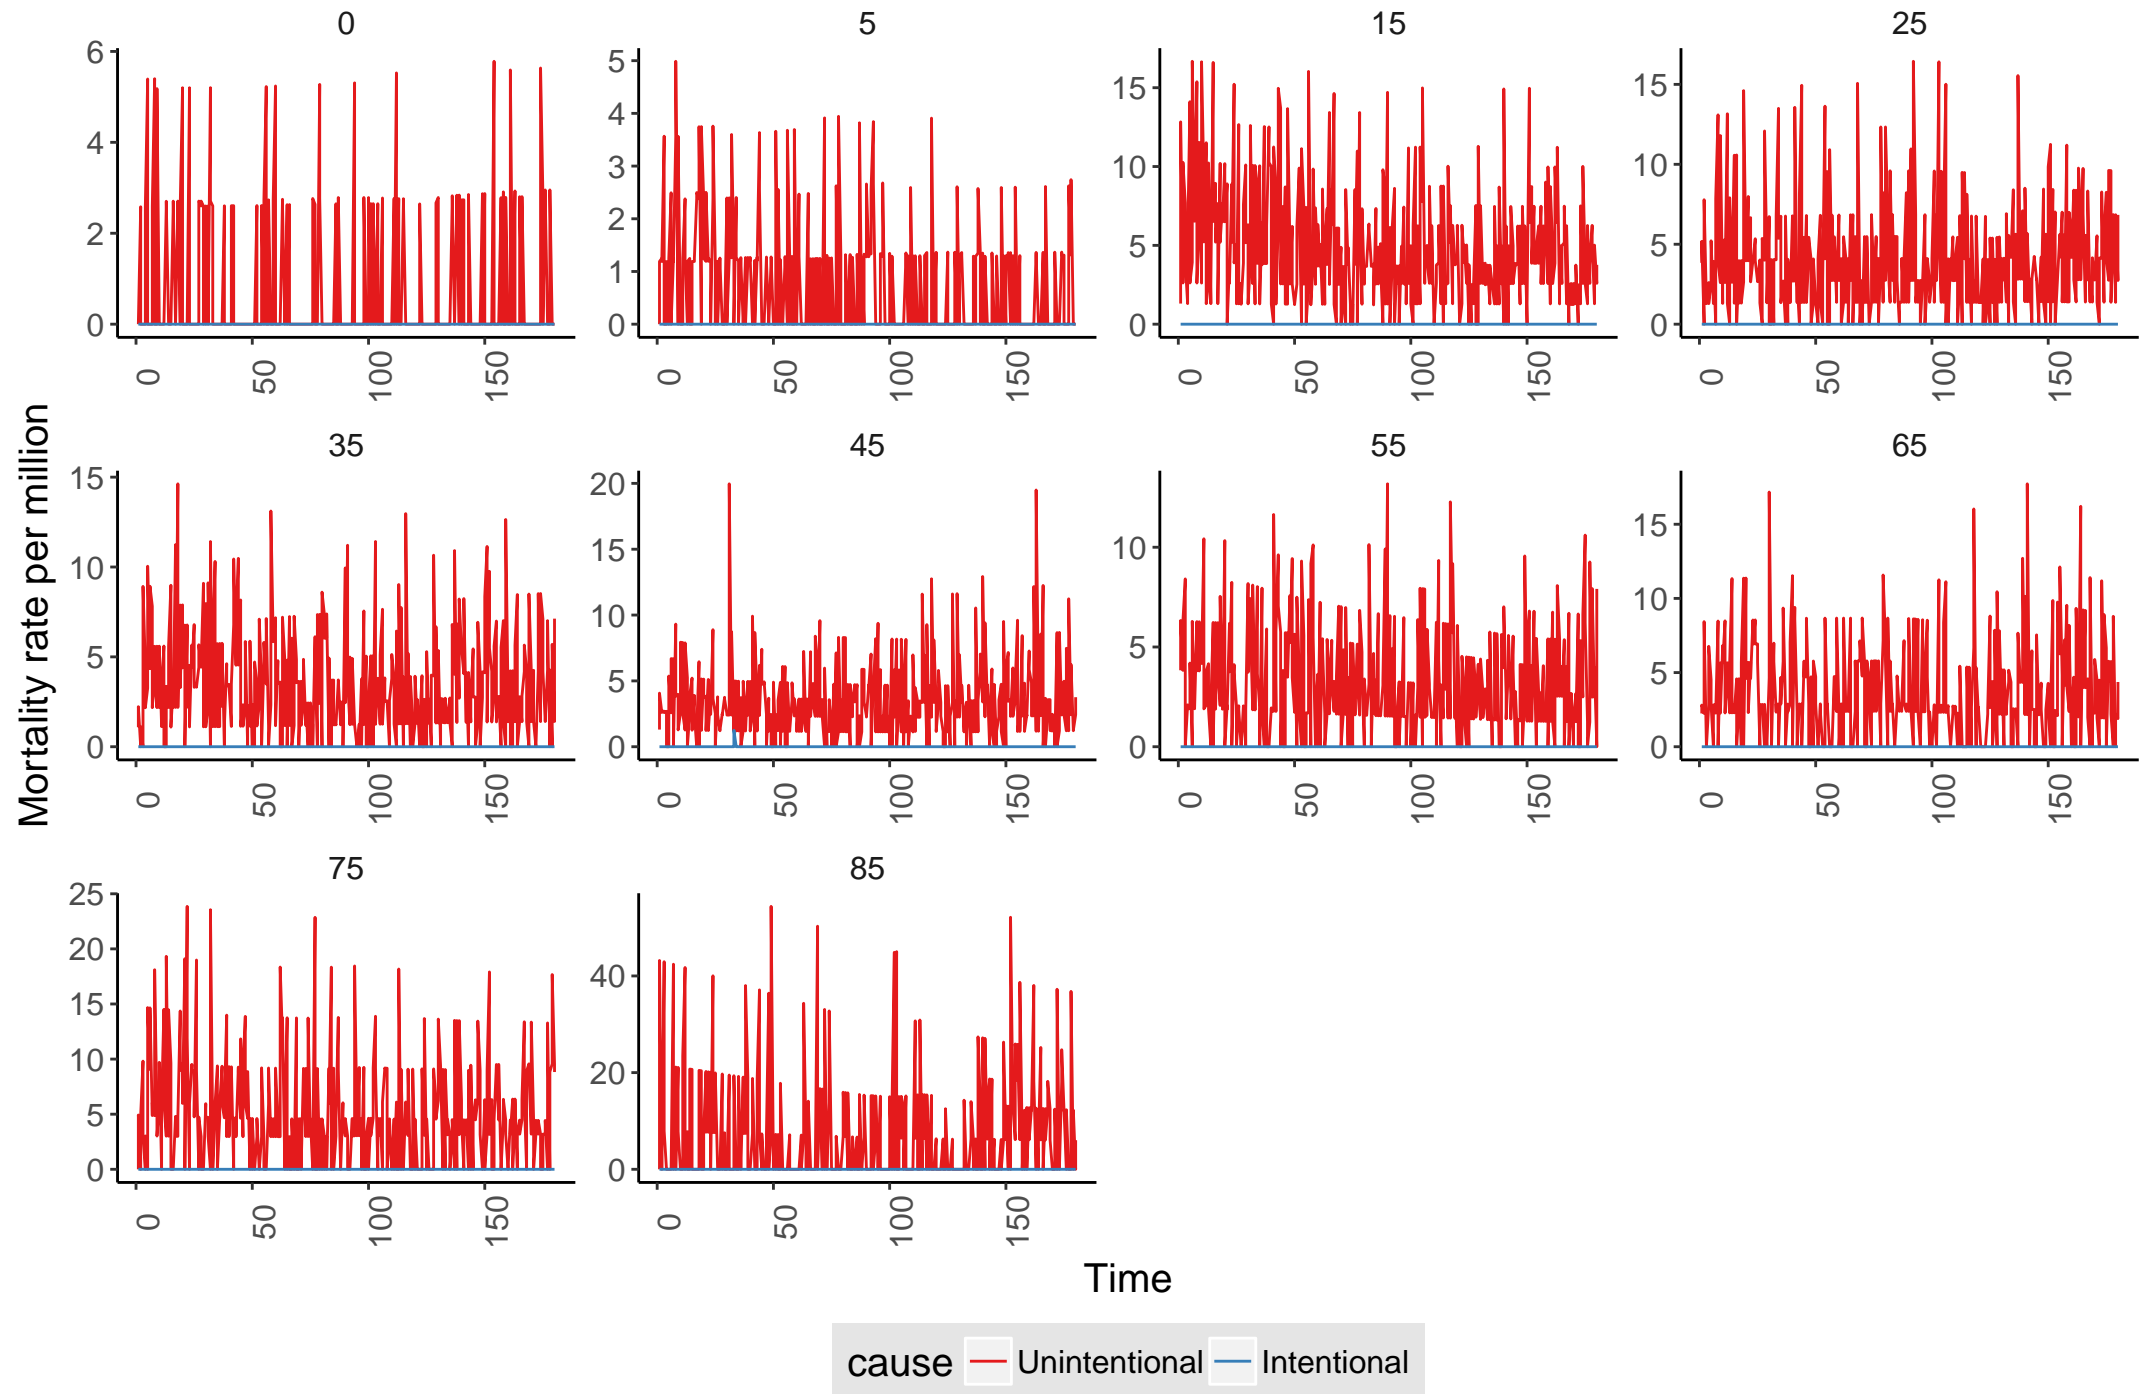 0 5 15 25
6 5 15 15
4 4 10 10
2 3 5 5
0 2 0 0
1
0
0 50 100 150 0 50 100 150 0 50 100 150 0 50 100 150
Mortality rate per million
35 45 55 65
15 20 10 15
10 15 5 10
5 10 0 5
0 5 0
0
0 50 100 150 0 50 100 150 0 50 100 150 0 50 100 150
75 85
25 40
20 20
15 0
10
5
0
0 50 100 150 0 50 100 150
Time
cause Unintentional Intentional